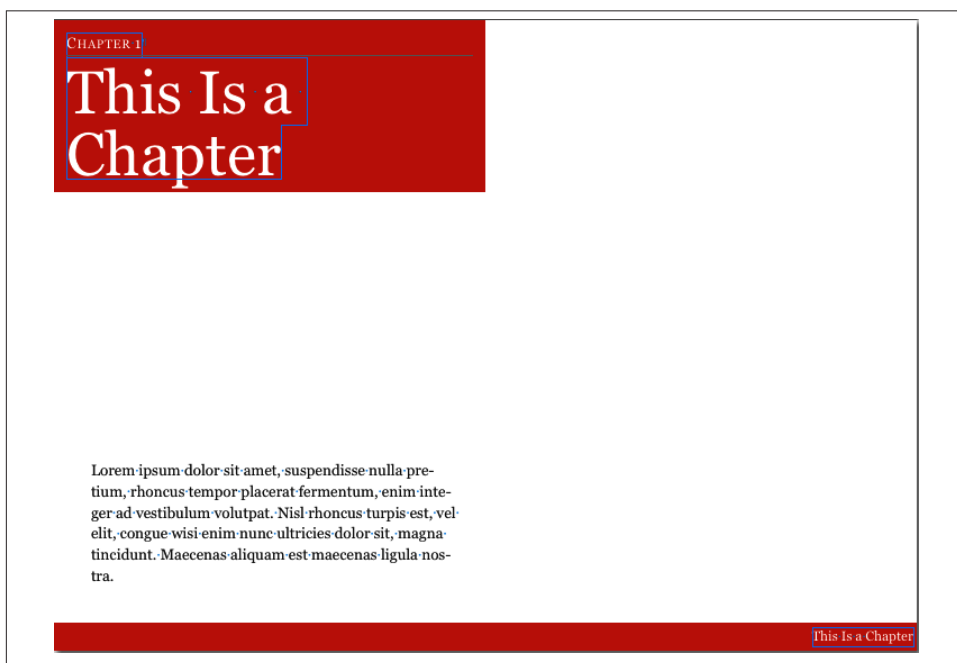 CHAPTER 1
This Is a
Chapter
Lorem ipsum dolor sit amet, suspendisse nulla pre-
tium, rhoncus tempor placerat fermentum, enim inte-
ger ad vestibulum volutpat. Nisl rhoncus turpis est, vel
elit, congue wisi enim nunc ultricies dolor sit, magna
tincidunt. Maecenas aliquam est maecenas ligula nos-
tra.
This Is a Chapter